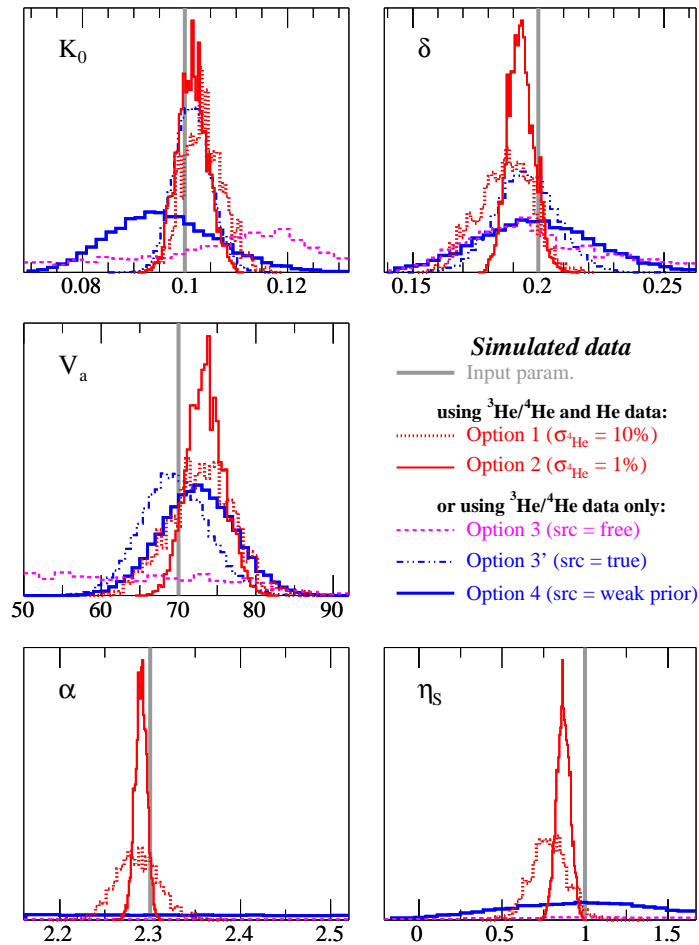 K₀
δ
0.08 0.1 0.12
0.15 0.2 0.25
Vₐ
50 60 70 80 90
Simulated data
Input param.
using ³He/⁴He and He data:
Option 1 (σ⁴He = 10%)
Option 2 (σ⁴He = 1%)
or using ³He/⁴He data only:
Option 3 (src = free)
Option 3’ (src = true)
Option 4 (src = weak prior)
α
ηS
2.2 2.3 2.4 2.5
0 0.5 1 1.5